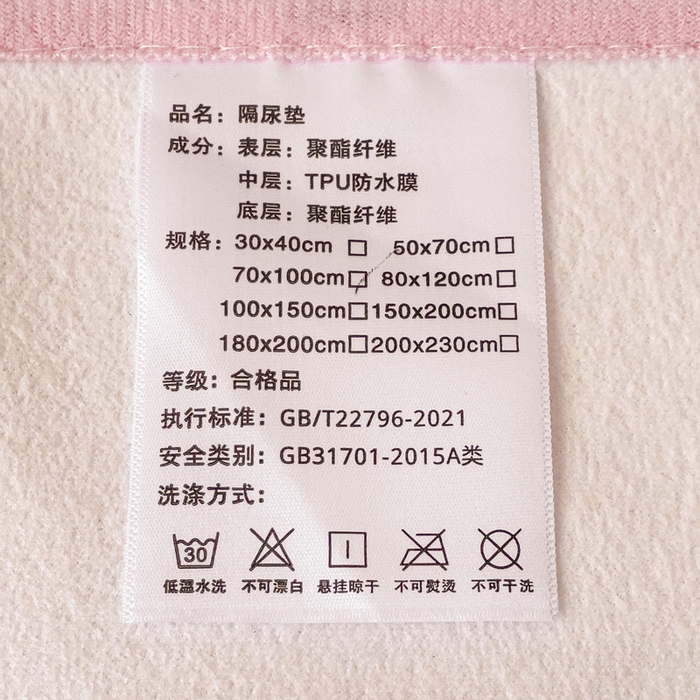 品名：隔尿垫
成分：表层：聚酯纤维
中层：TPU防水膜
底层：聚酯纤维
规格：30x40cm □ 50x70cm□
70x100cm□ 80x120cm□
100x150cm□150x200cm□
180x200cm□200x230cm□
等级：合格品
执行标准：GB/T22796-2021
安全类别：GB31701-2015A类
洗涤方式：
30
低温水洗 不可漂白 悬挂晾干 不可熨烫 不可干洗